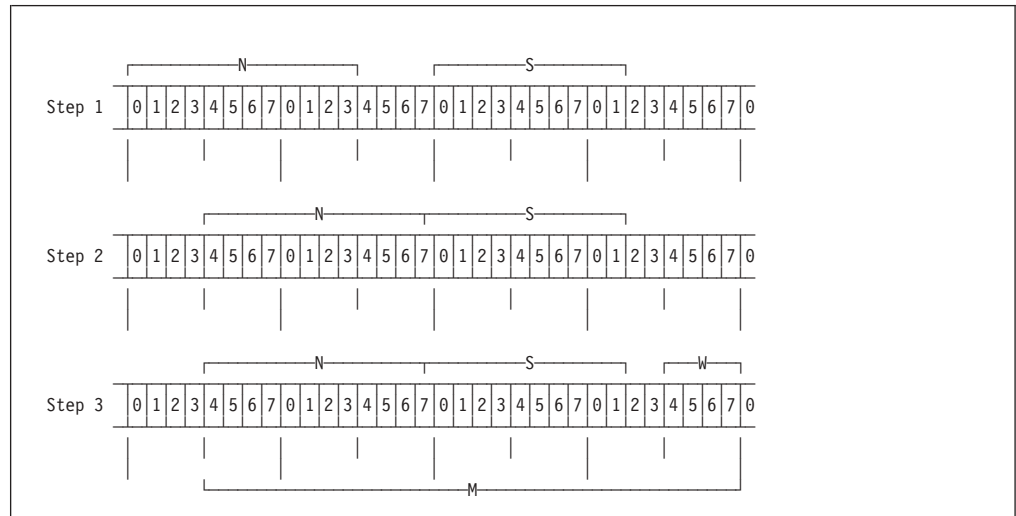 N S
Step 1 0 1 2 3 4 5 6 7 0 1 2 3 4 5 6 7 0 1 2 3 4 5 6 7 0 1 2 3 4 5 6 7 0
N S
Step 2 0 1 2 3 4 5 6 7 0 1 2 3 4 5 6 7 0 1 2 3 4 5 6 7 0 1 2 3 4 5 6 7 0
N S W
Step 3 0 1 2 3 4 5 6 7 0 1 2 3 4 5 6 7 0 1 2 3 4 5 6 7 0 1 2 3 4 5 6 7 0
M